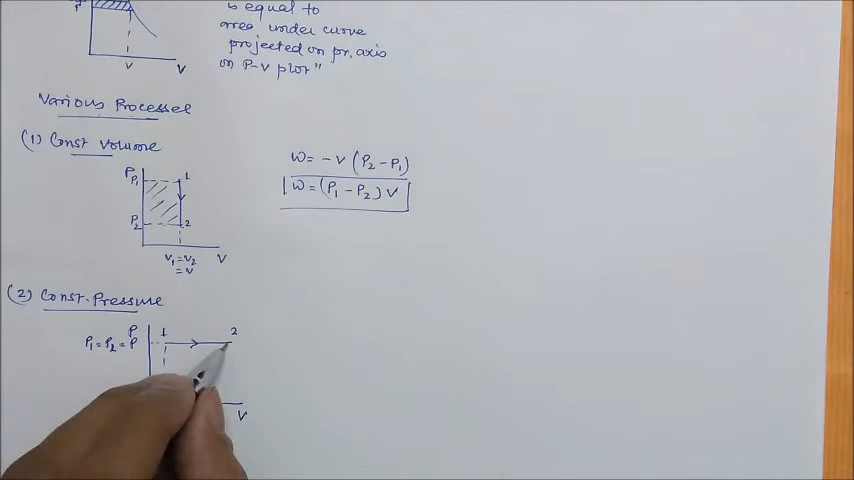 is equal to
area under curve
projected on pr. axis
on P-V plot"
V
V
Various Processes
(1) Const Volume
P
P₁
1
P₂
2
V₁=V₂
=V
V
W= -V (P₂-P₁)
W=(P₁-P₂) V
(2) Const. Pressure
P
1
2
P₁=P₂=P
V